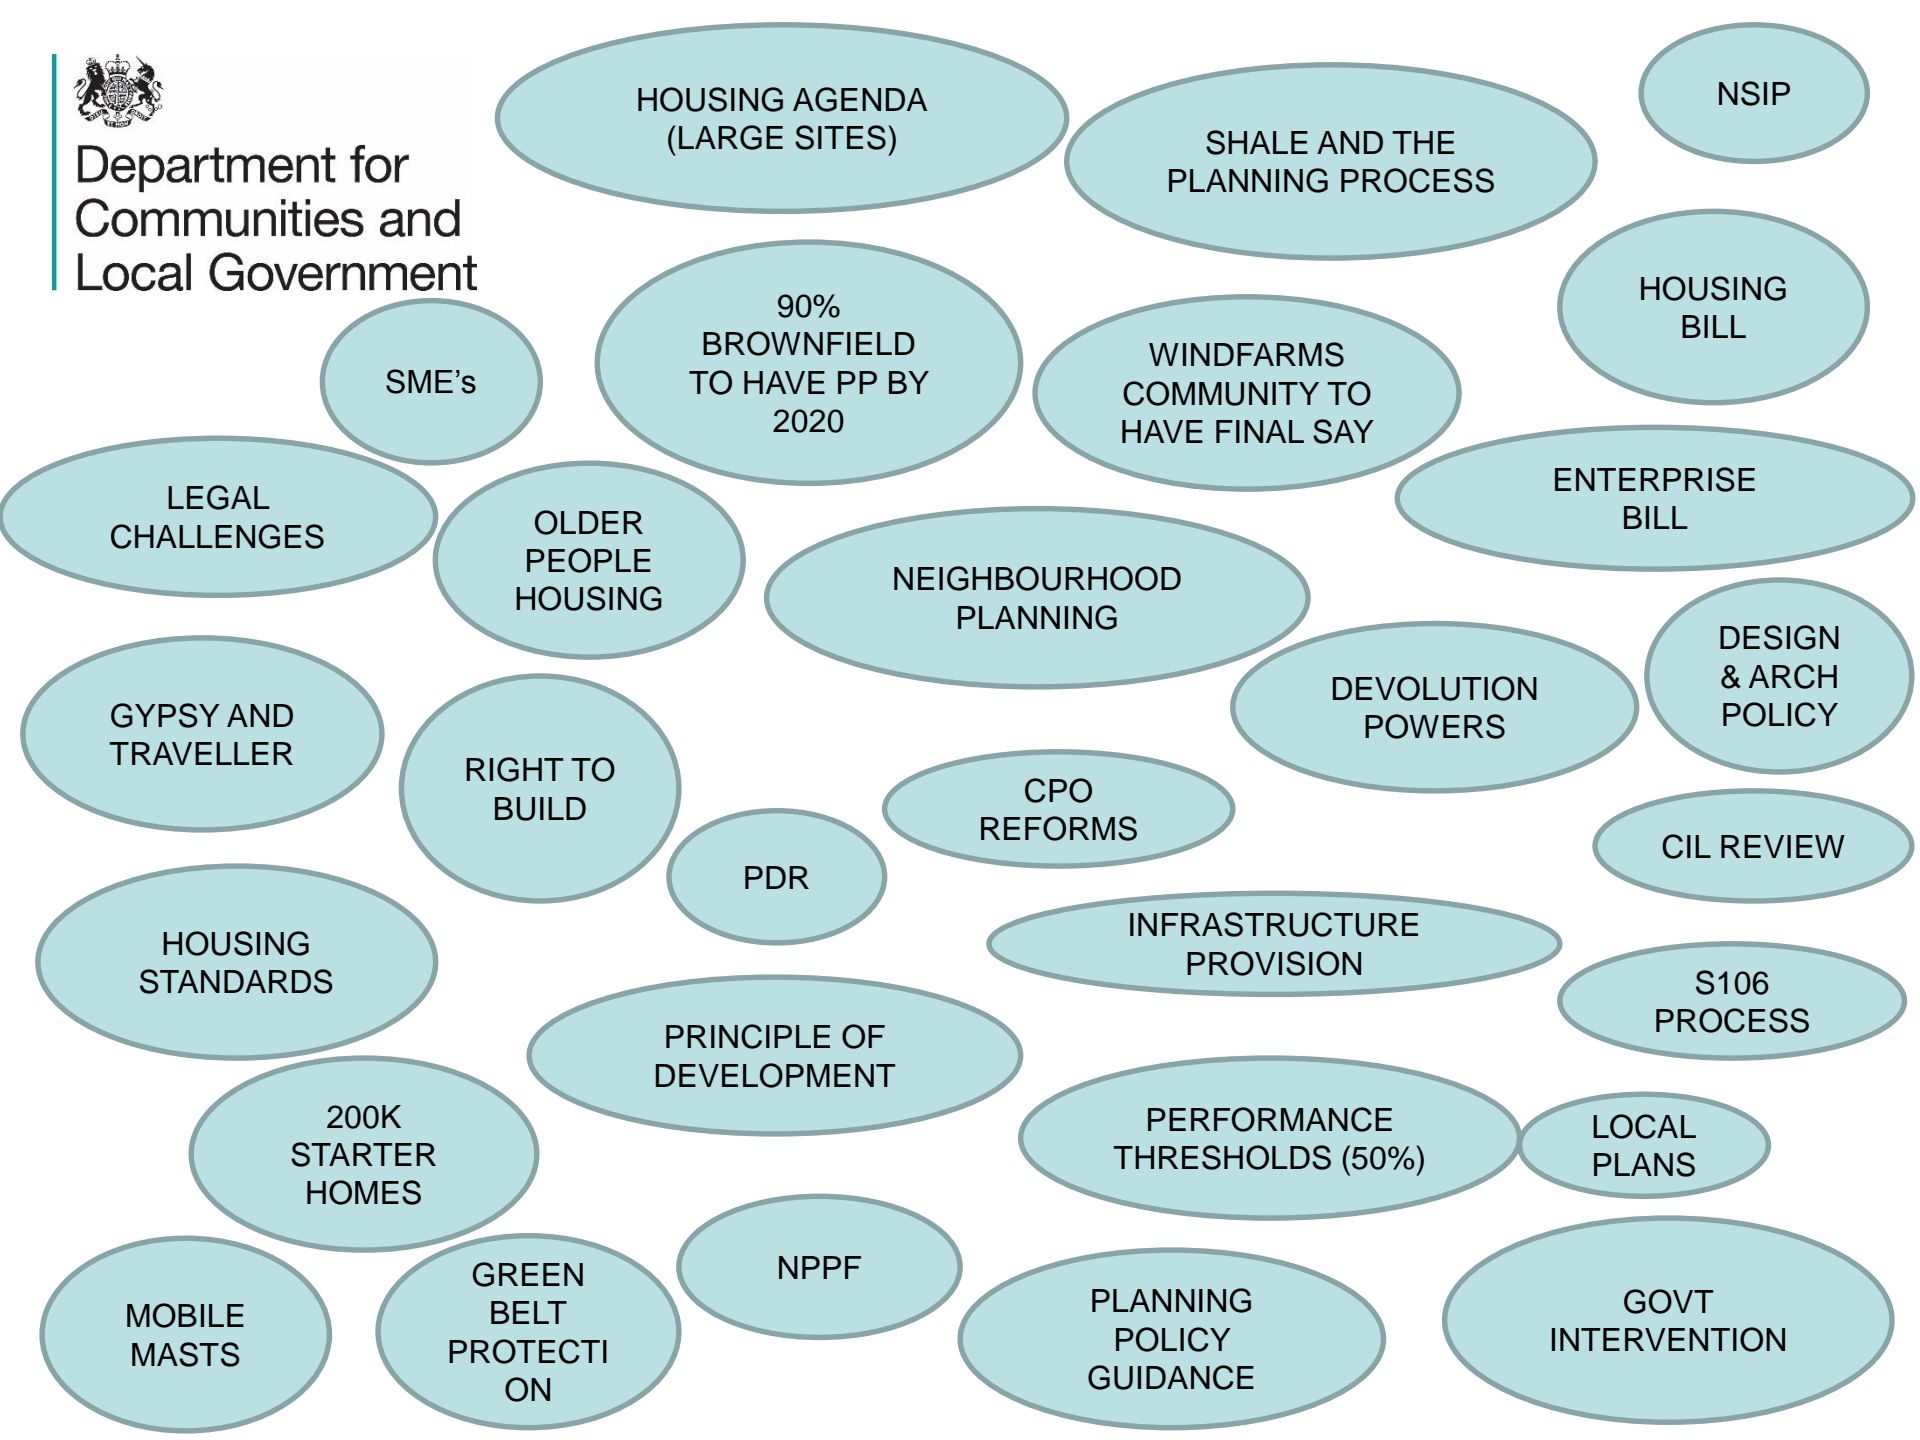 Department for
Communities and
Local Government
HOUSING AGENDA
(LARGE SITES)
SHALE AND THE
PLANNING PROCESS
NSIP
HOUSING
BILL
90%
BROWNFIELD
TO HAVE PP BY
2020
WINDFARMS
COMMUNITY TO
HAVE FINAL SAY
SME's
LEGAL
CHALLENGES
OLDER
PEOPLE
HOUSING
ENTERPRISE
BILL
NEIGHBOURHOOD
PLANNING
DEVOLUTION
POWERS
DESIGN
& ARCH
POLICY
GYPSY AND
TRAVELLER
RIGHT TO
BUILD
CPO
REFORMS
PDR
CIL REVIEW
HOUSING
STANDARDS
INFRASTRUCTURE
PROVISION
S106
PROCESS
PRINCIPLE OF
DEVELOPMENT
200K
STARTER
HOMES
PERFORMANCE
THRESHOLDS (50%)
LOCAL
PLANS
MOBILE
MASTS
GREEN
BELT
PROTECTI
ON
NPPF
PLANNING
POLICY
GUIDANCE
GOVT
INTERVENTION